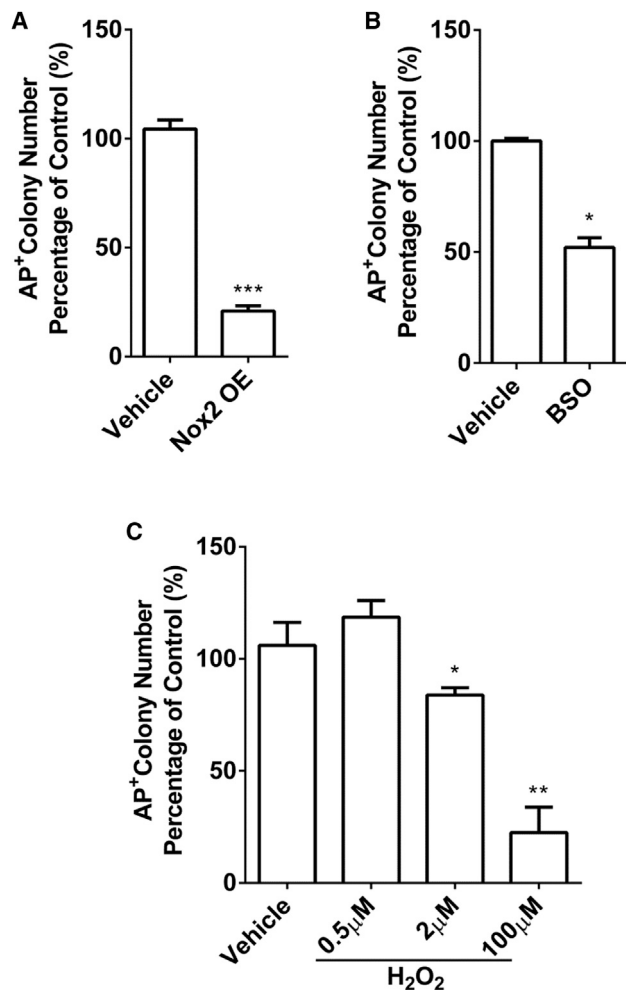 A
AP⁺Colony Number
Percentage of Control (%)
150
100
50
0
***
Vehicle
Nox2 OE
B
AP⁺Colony Number
Percentage of Control (%)
150
100
50
0
*
Vehicle
BSO
C
AP⁺Colony Number
Percentage of Control (%)
150
100
50
0
*
**
Vehicle
0.5μM
2μM
100μM
H₂O₂